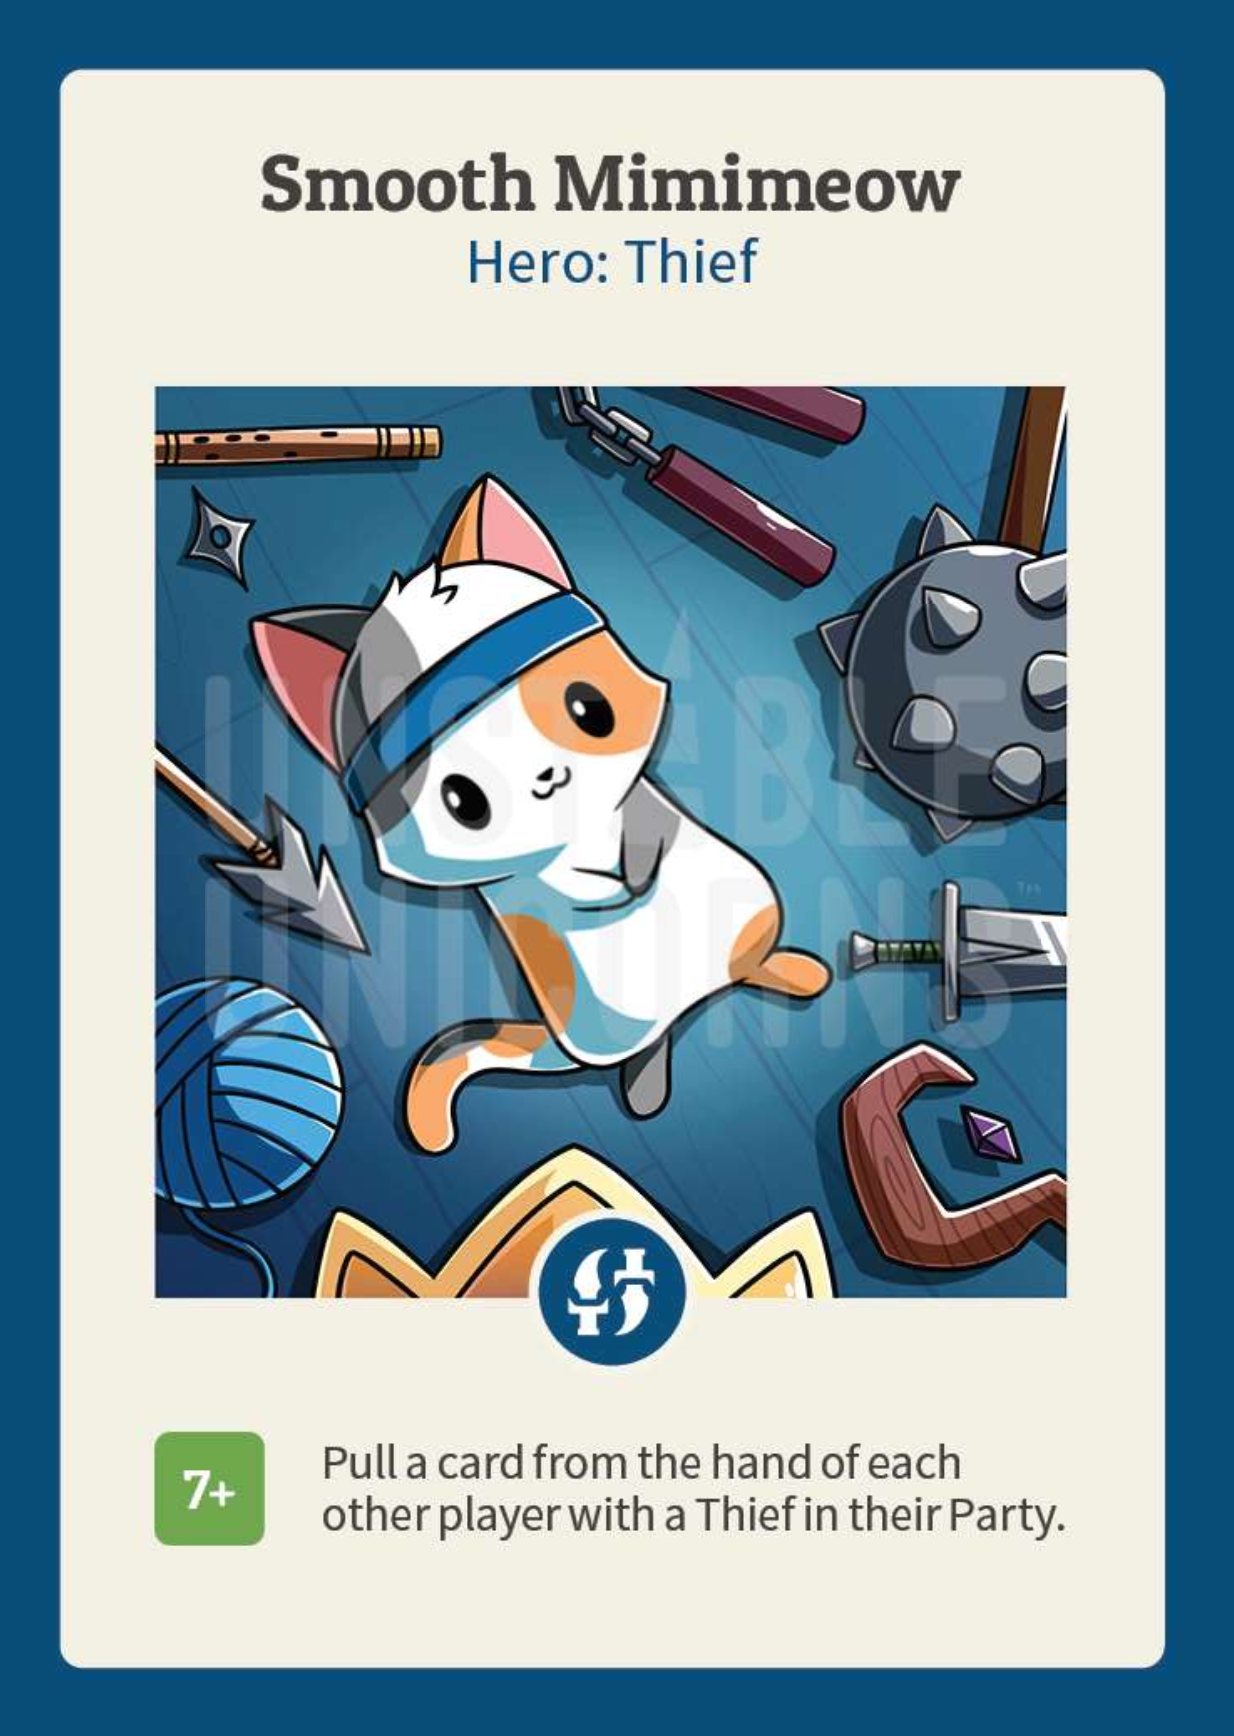 Smooth Mimimeow
Hero: Thief
UNSTABLE
UNICORNS™
7+
Pull a card from the hand of each
other player with a Thief in their Party.